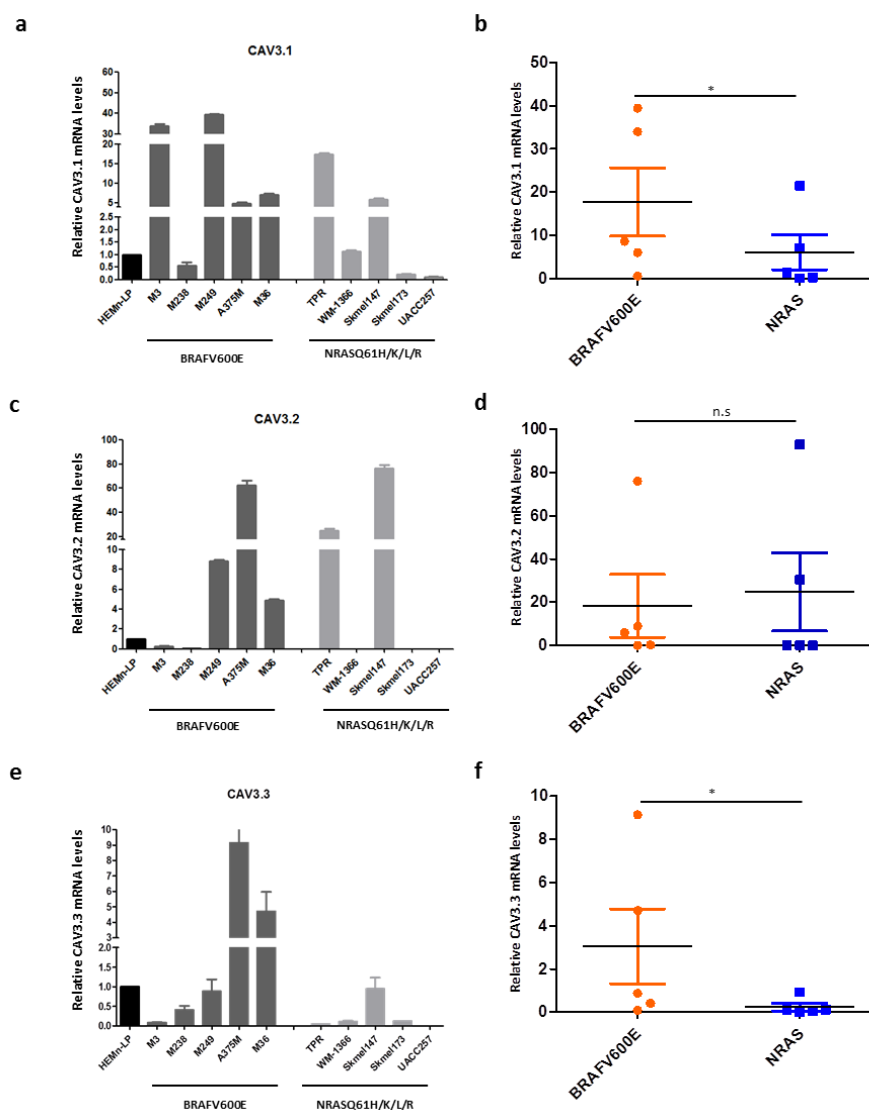 a
CAV3.1
Relative CAV3.1 mRNA levels
60
50
40
30
20
15
10
5
2.5
2.0
1.5
1.0
0.5
0.0
HEMn-LP
M3
M238
M249
A375M
M36
TPR
WM-1366
Skmel147
Skmel173
UACC257
BRAFV600E
NRASQ61H/K/L/R
b
Relative CAV3.1 mRNA levels
50
40
30
20
10
0
*
BRAFV600E
NRAS
c
CAV3.2
Relative CAV3.2 mRNA levels
100
80
60
40
20
10
8
6
4
2
0
HEMn-LP
M3
M238
M249
A375M
M36
TPR
WM-1366
Skmel147
Skmel173
UACC257
BRAFV600E
NRASQ61H/K/L/R
d
Relative CAV3.2 mRNA levels
100
80
60
40
20
0
n.s
BRAFV600E
NRAS
e
CAV3.3
Relative CAV3.3 mRNA levels
10
9
8
7
6
5
4
3
2
1.5
1.0
0.5
0.0
HEMn-LP
M3
M238
M249
A375M
M36
TPR
WM-1366
Skmel147
Skmel173
UACC257
BRAFV600E
NRASQ61H/K/L/R
f
Relative CAV3.3 mRNA levels
10
8
6
4
2
0
*
BRAFV600E
NRAS